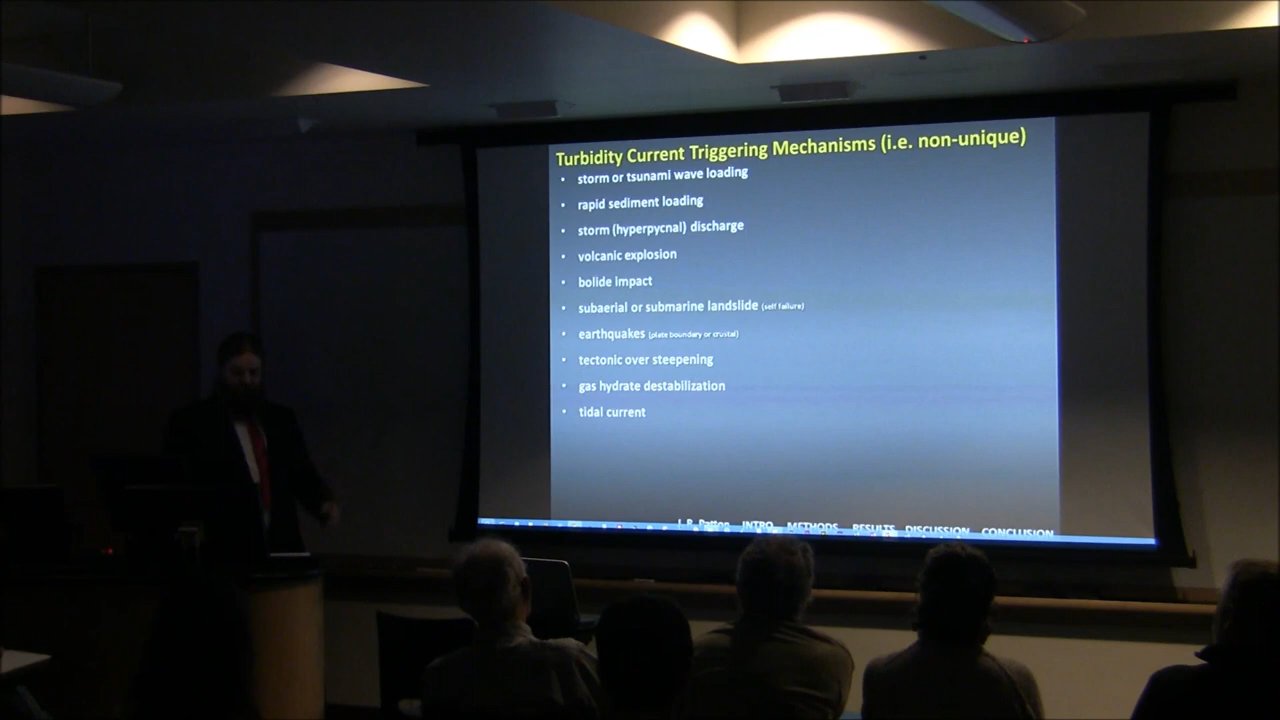 Turbidity Current Triggering Mechanisms (i.e. non-unique)
• storm or tsunami wave loading
• rapid sediment loading
• storm (hyperpycnal) discharge
• volcanic explosion
• bolide impact
• subaerial or submarine landslide (self failure)
• earthquakes (plate boundary or crustal)
• tectonic over steepening
• gas hydrate destabilization
• tidal current
J. R. Patton INTRO METHODS RESULTS DISCUSSION CONCLUSION